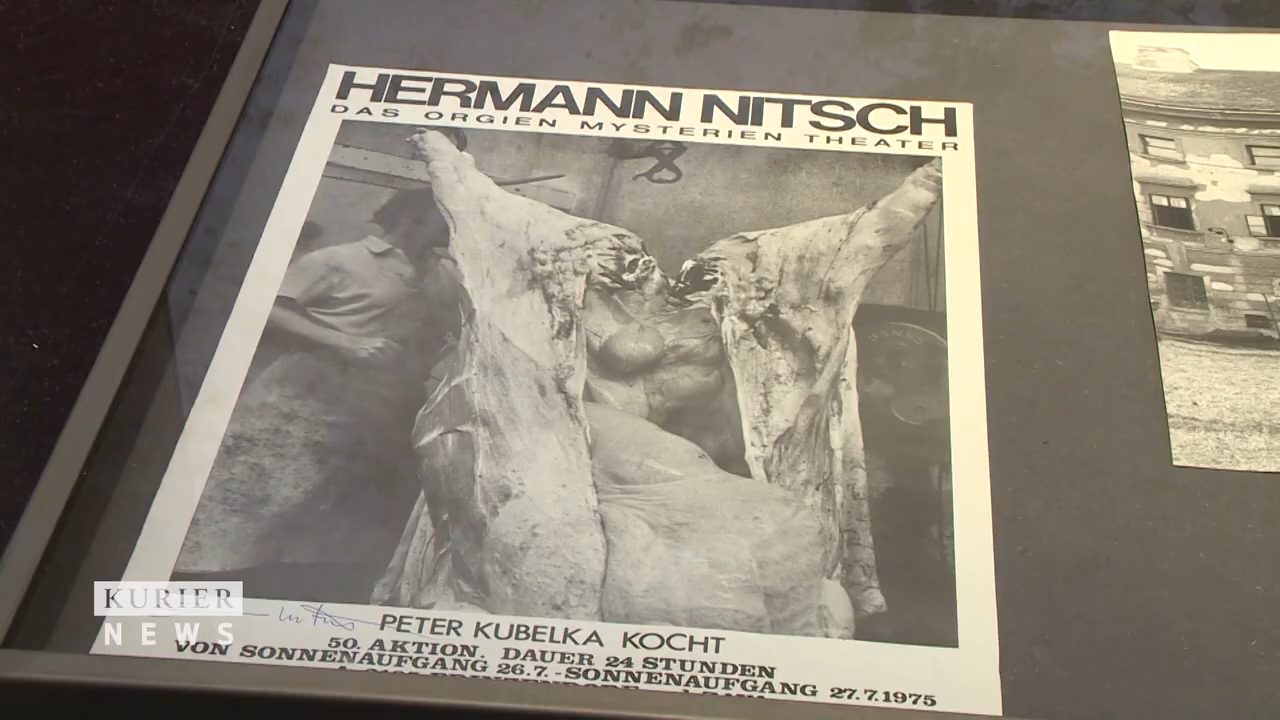 HERMANN NITSCH
DAS ORGIEN MYSTERIEN THEATER
PETER KUBELKA KOCHT
50. AKTION. DAUER 24 STUNDEN
VON SONNENAUFGANG 26.7.-SONNENAUFGANG 27.7.1975
KURIER
NEWS